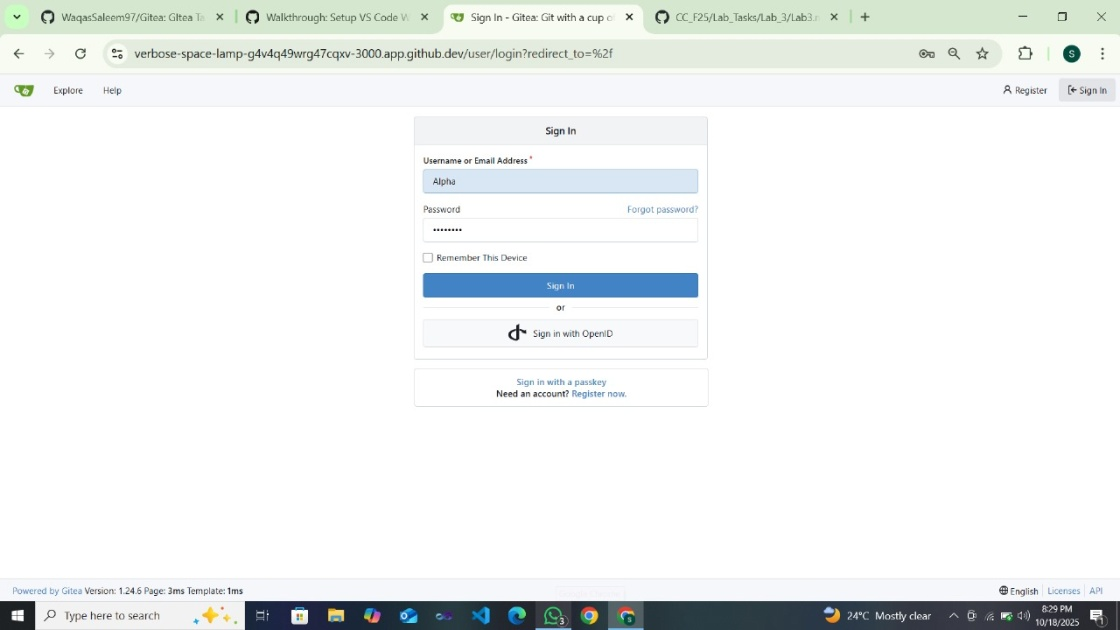 WaqasSaleem97/Gitea: GItea Ta
Walkthrough: Setup VS Code W
Sign In - Gitea: Git with a cup o
CC_F25/Lab_Tasks/Lab_3/Lab3.r
verbose-space-lamp-g4v4q49wrg47cqxv-3000.app.github.dev/user/login?redirect_to=%2f
S
Explore
Help
Register
Sign In
Sign In
Username or Email Address *
Alpha
Password
Forgot password?
••••••••
Remember This Device
Sign In
or
Sign in with OpenID
Sign in with a passkey
Need an account? Register now.
Powered by Gitea Version: 1.24.6 Page: 3ms Template: 1ms
English
Licenses
API
Type here to search
3
S
24°C Mostly clear
8:29 PM
10/18/2025
1